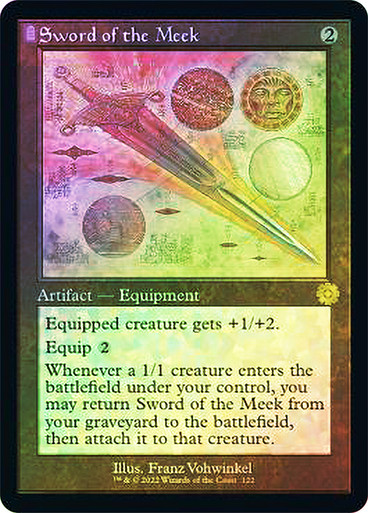 Sword of the Meek 2
Artifact — Equipment
Equipped creature gets +1/+2.
Equip 2
Whenever a 1/1 creature enters the
battlefield under your control, you
may return Sword of the Meek from
your graveyard to the battlefield,
then attach it to that creature.
Illus. Franz Vohwinkel
™ & © 2022 Wizards of the Coast 122